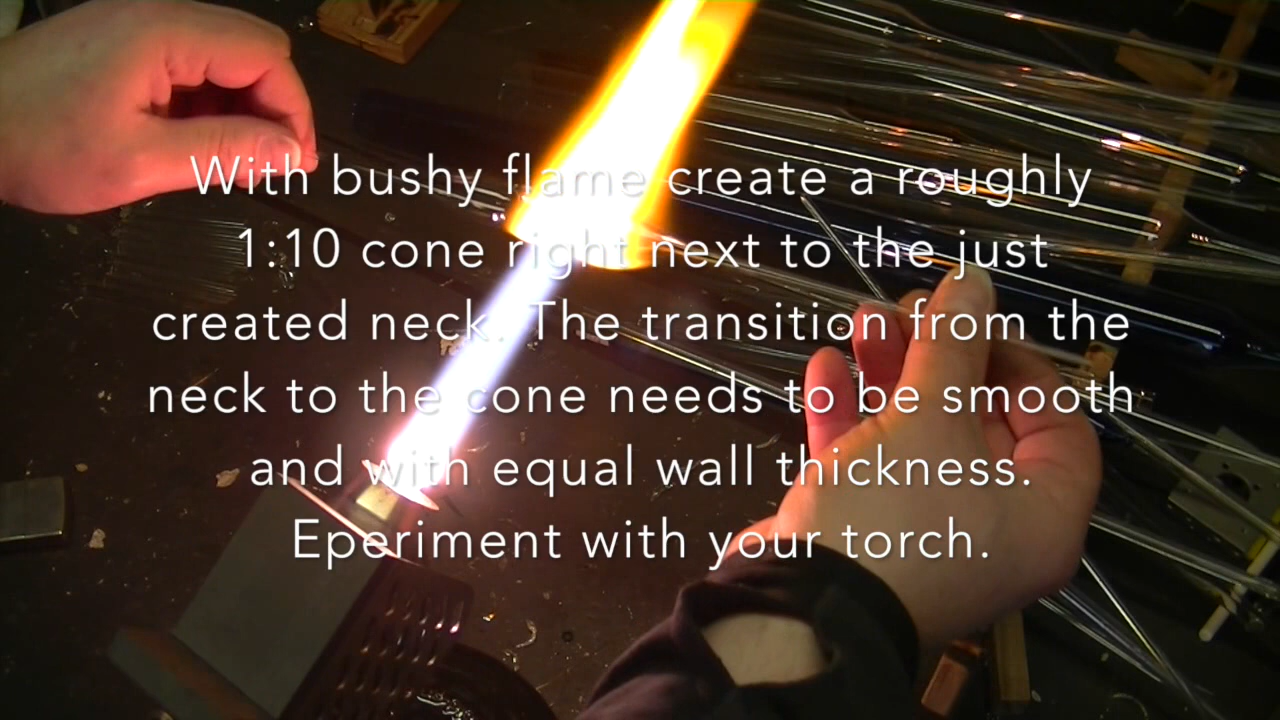 With bushy flame create a roughly
1:10 cone right next to the just
created neck. The transition from the
neck to the cone needs to be smooth
and with equal wall thickness.
Eperiment with your torch.